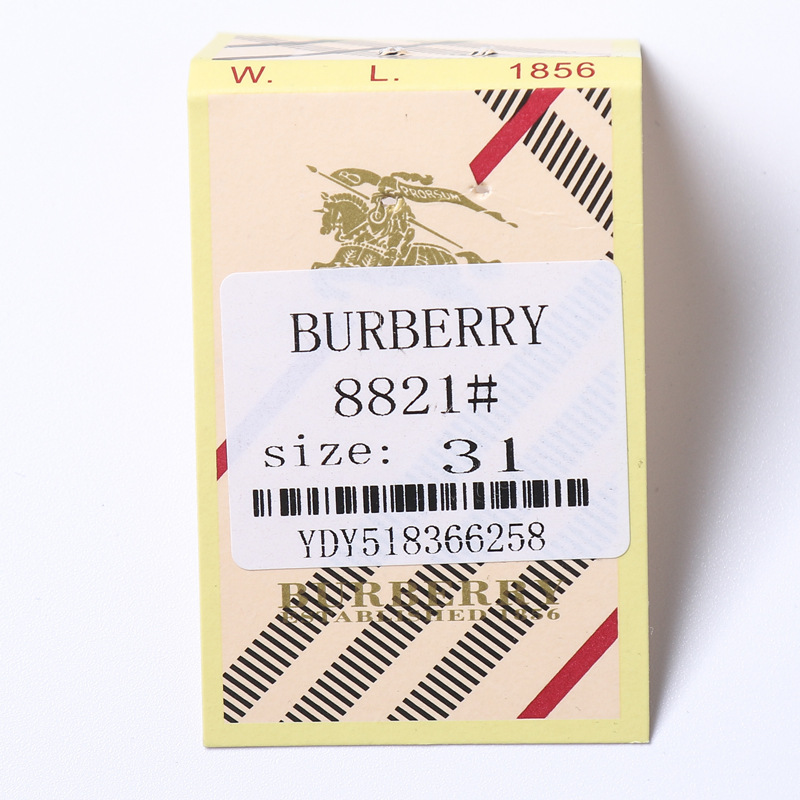 W. L. 1856
PRORSUM
BURBERRY
8821#
size: 31
YDY518366258
BURBERRY
ESTABLISHED 1856